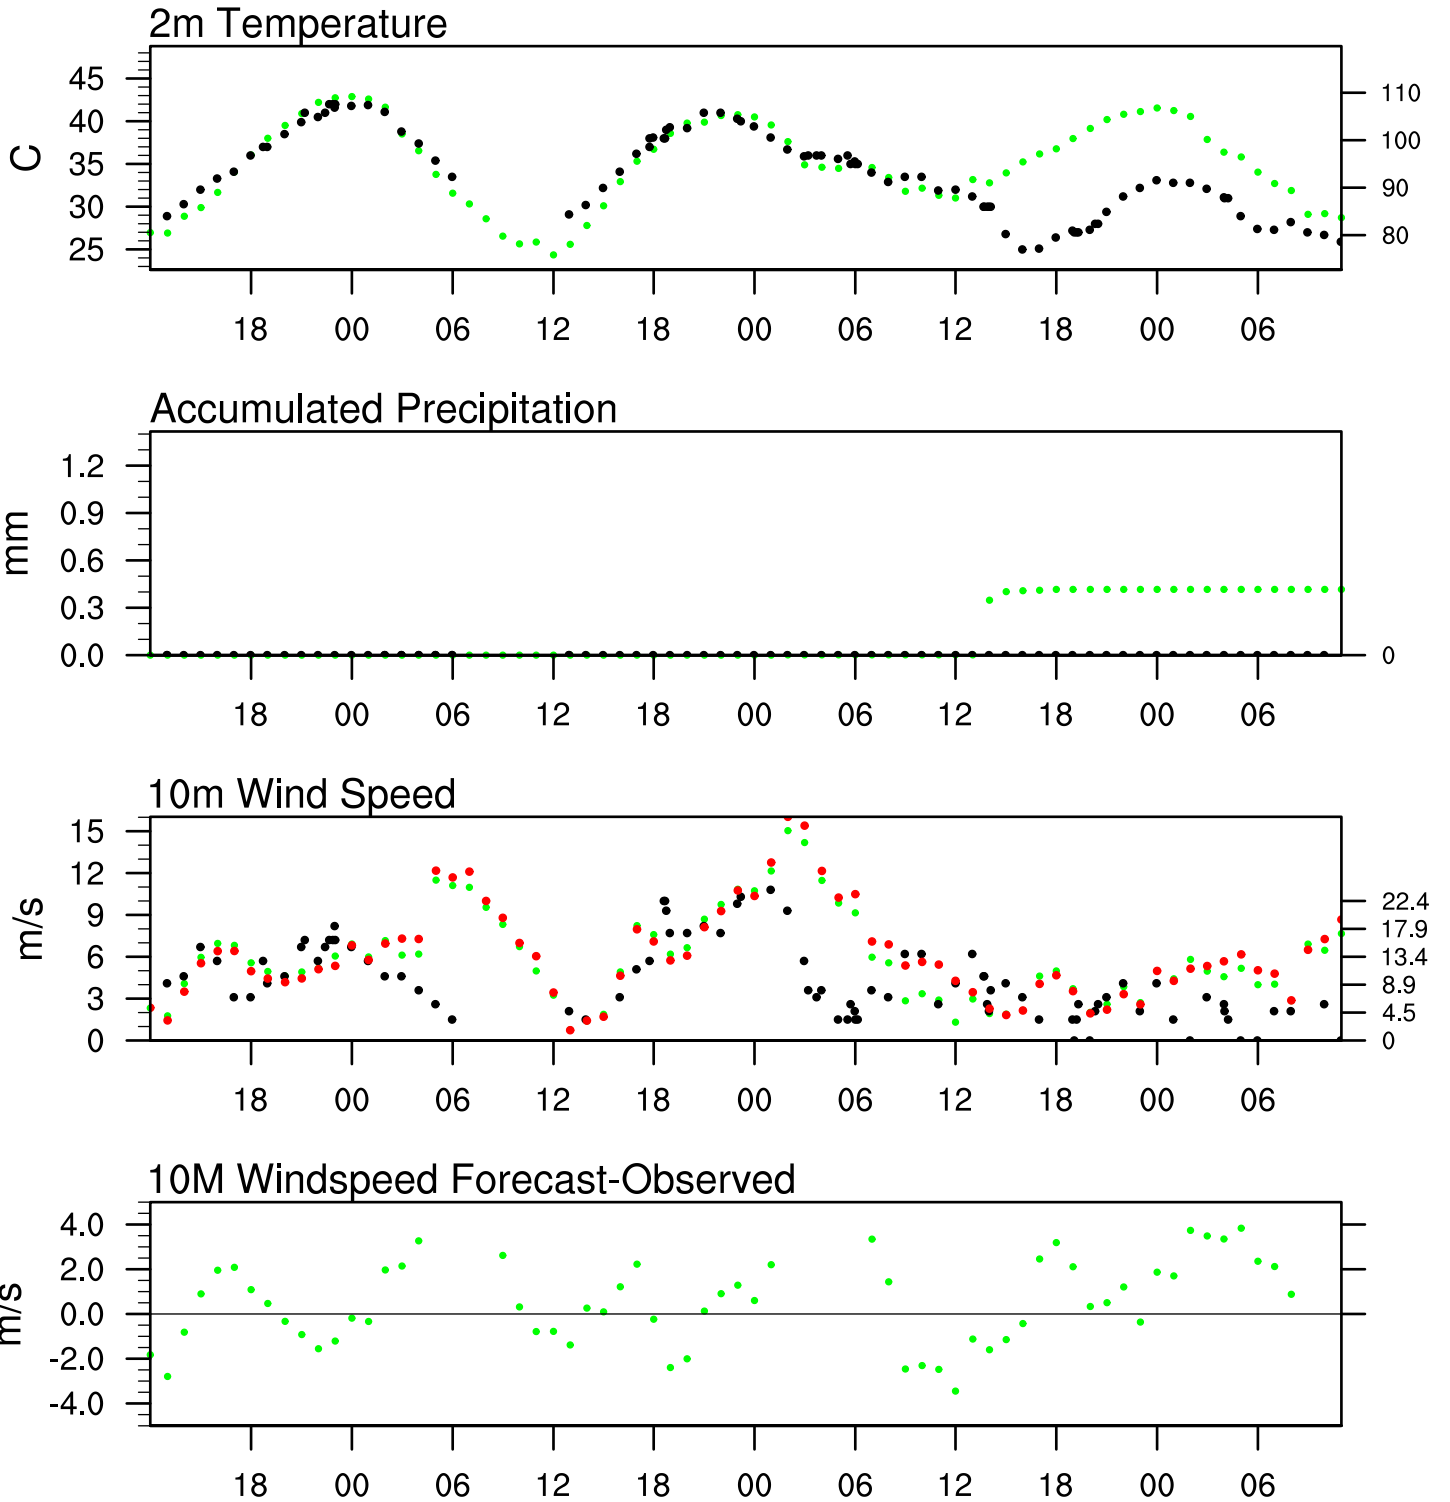 2m Temperature
C
45
40
35
30
25
110
100
90
80
18 00 06 12 18 00 06 12 18 00 06
Accumulated Precipitation
mm
1.2
0.9
0.6
0.3
0.0
0
18 00 06 12 18 00 06 12 18 00 06
10m Wind Speed
m/s
15
12
9
6
3
0
22.4
17.9
13.4
8.9
4.5
0
18 00 06 12 18 00 06 12 18 00 06
10M Windspeed Forecast-Observed
m/s
4.0
2.0
0.0
-2.0
-4.0
18 00 06 12 18 00 06 12 18 00 06